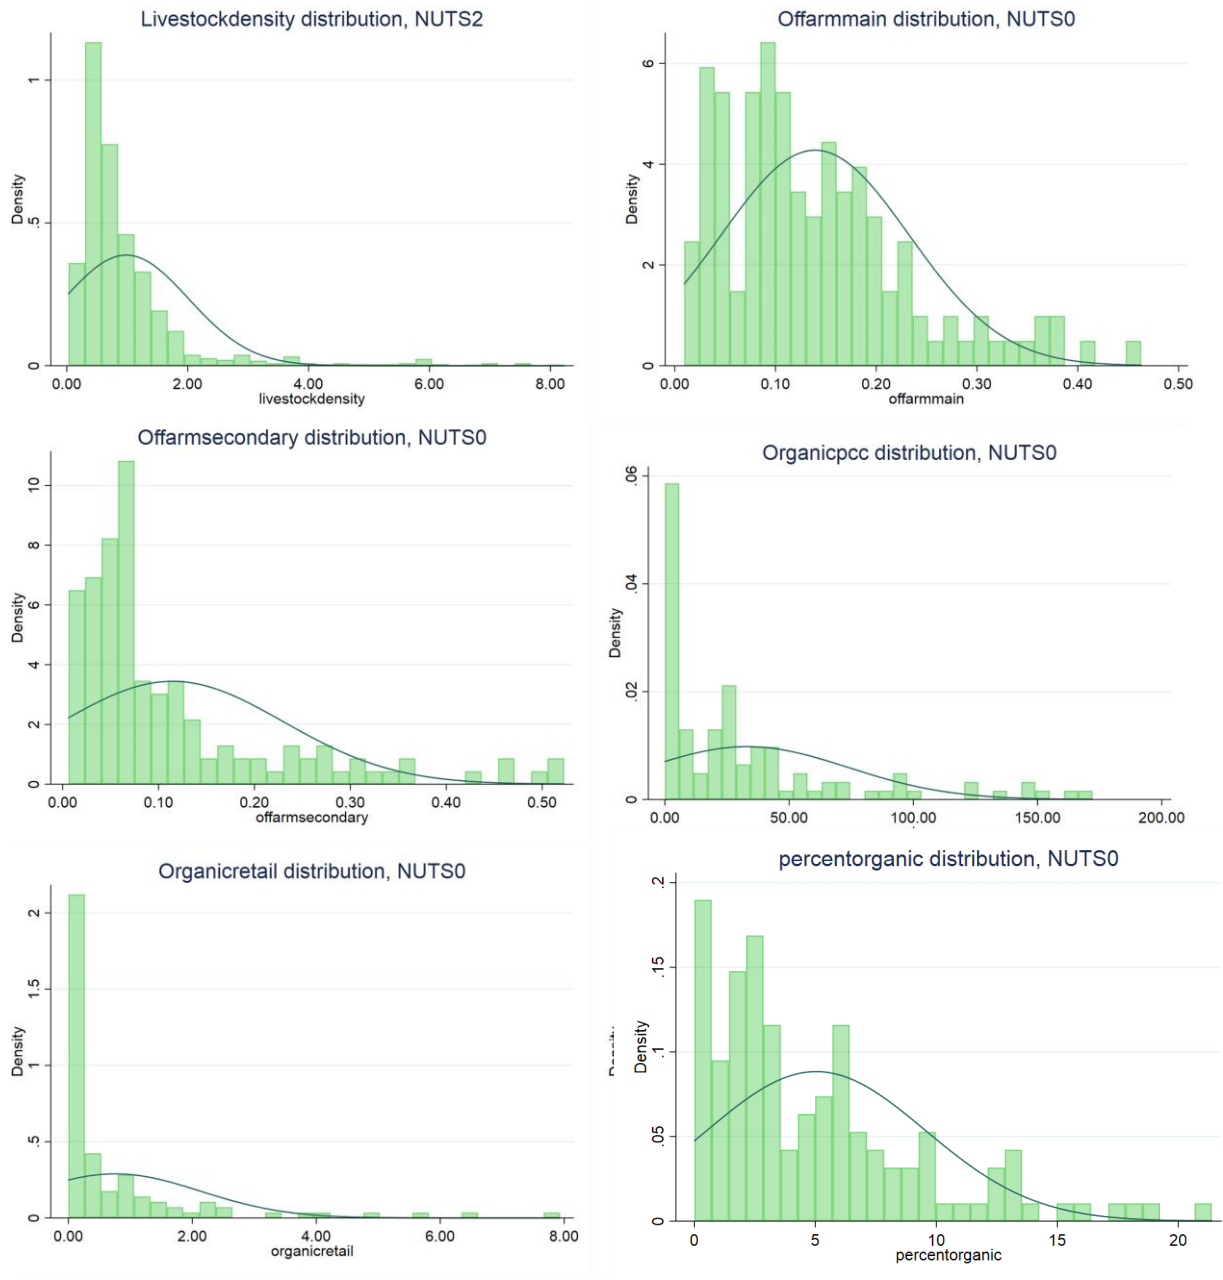 Livestockdensity distribution, NUTS2
Density
0 .5 1
0.00 2.00 4.00 6.00 8.00
livestockdensity
Offarmmain distribution, NUTS0
Density
0 2 4 6
0.00 0.10 0.20 0.30 0.40 0.50
offarmmain
Offarmsecondary distribution, NUTS0
Density
0 2 4 6 8 10
0.00 0.10 0.20 0.30 0.40 0.50
offarmsecondary
Organicpcc distribution, NUTS0
Density
0 .02 .04 .06
0.00 50.00 100.00 150.00 200.00
Organicretail distribution, NUTS0
Density
0 .5 1 1.5 2
0.00 2.00 4.00 6.00 8.00
organicretail
percentorganic distribution, NUTS0
Density
0 .05 .1 .15 .2
0 5 10 15 20
percentorganic